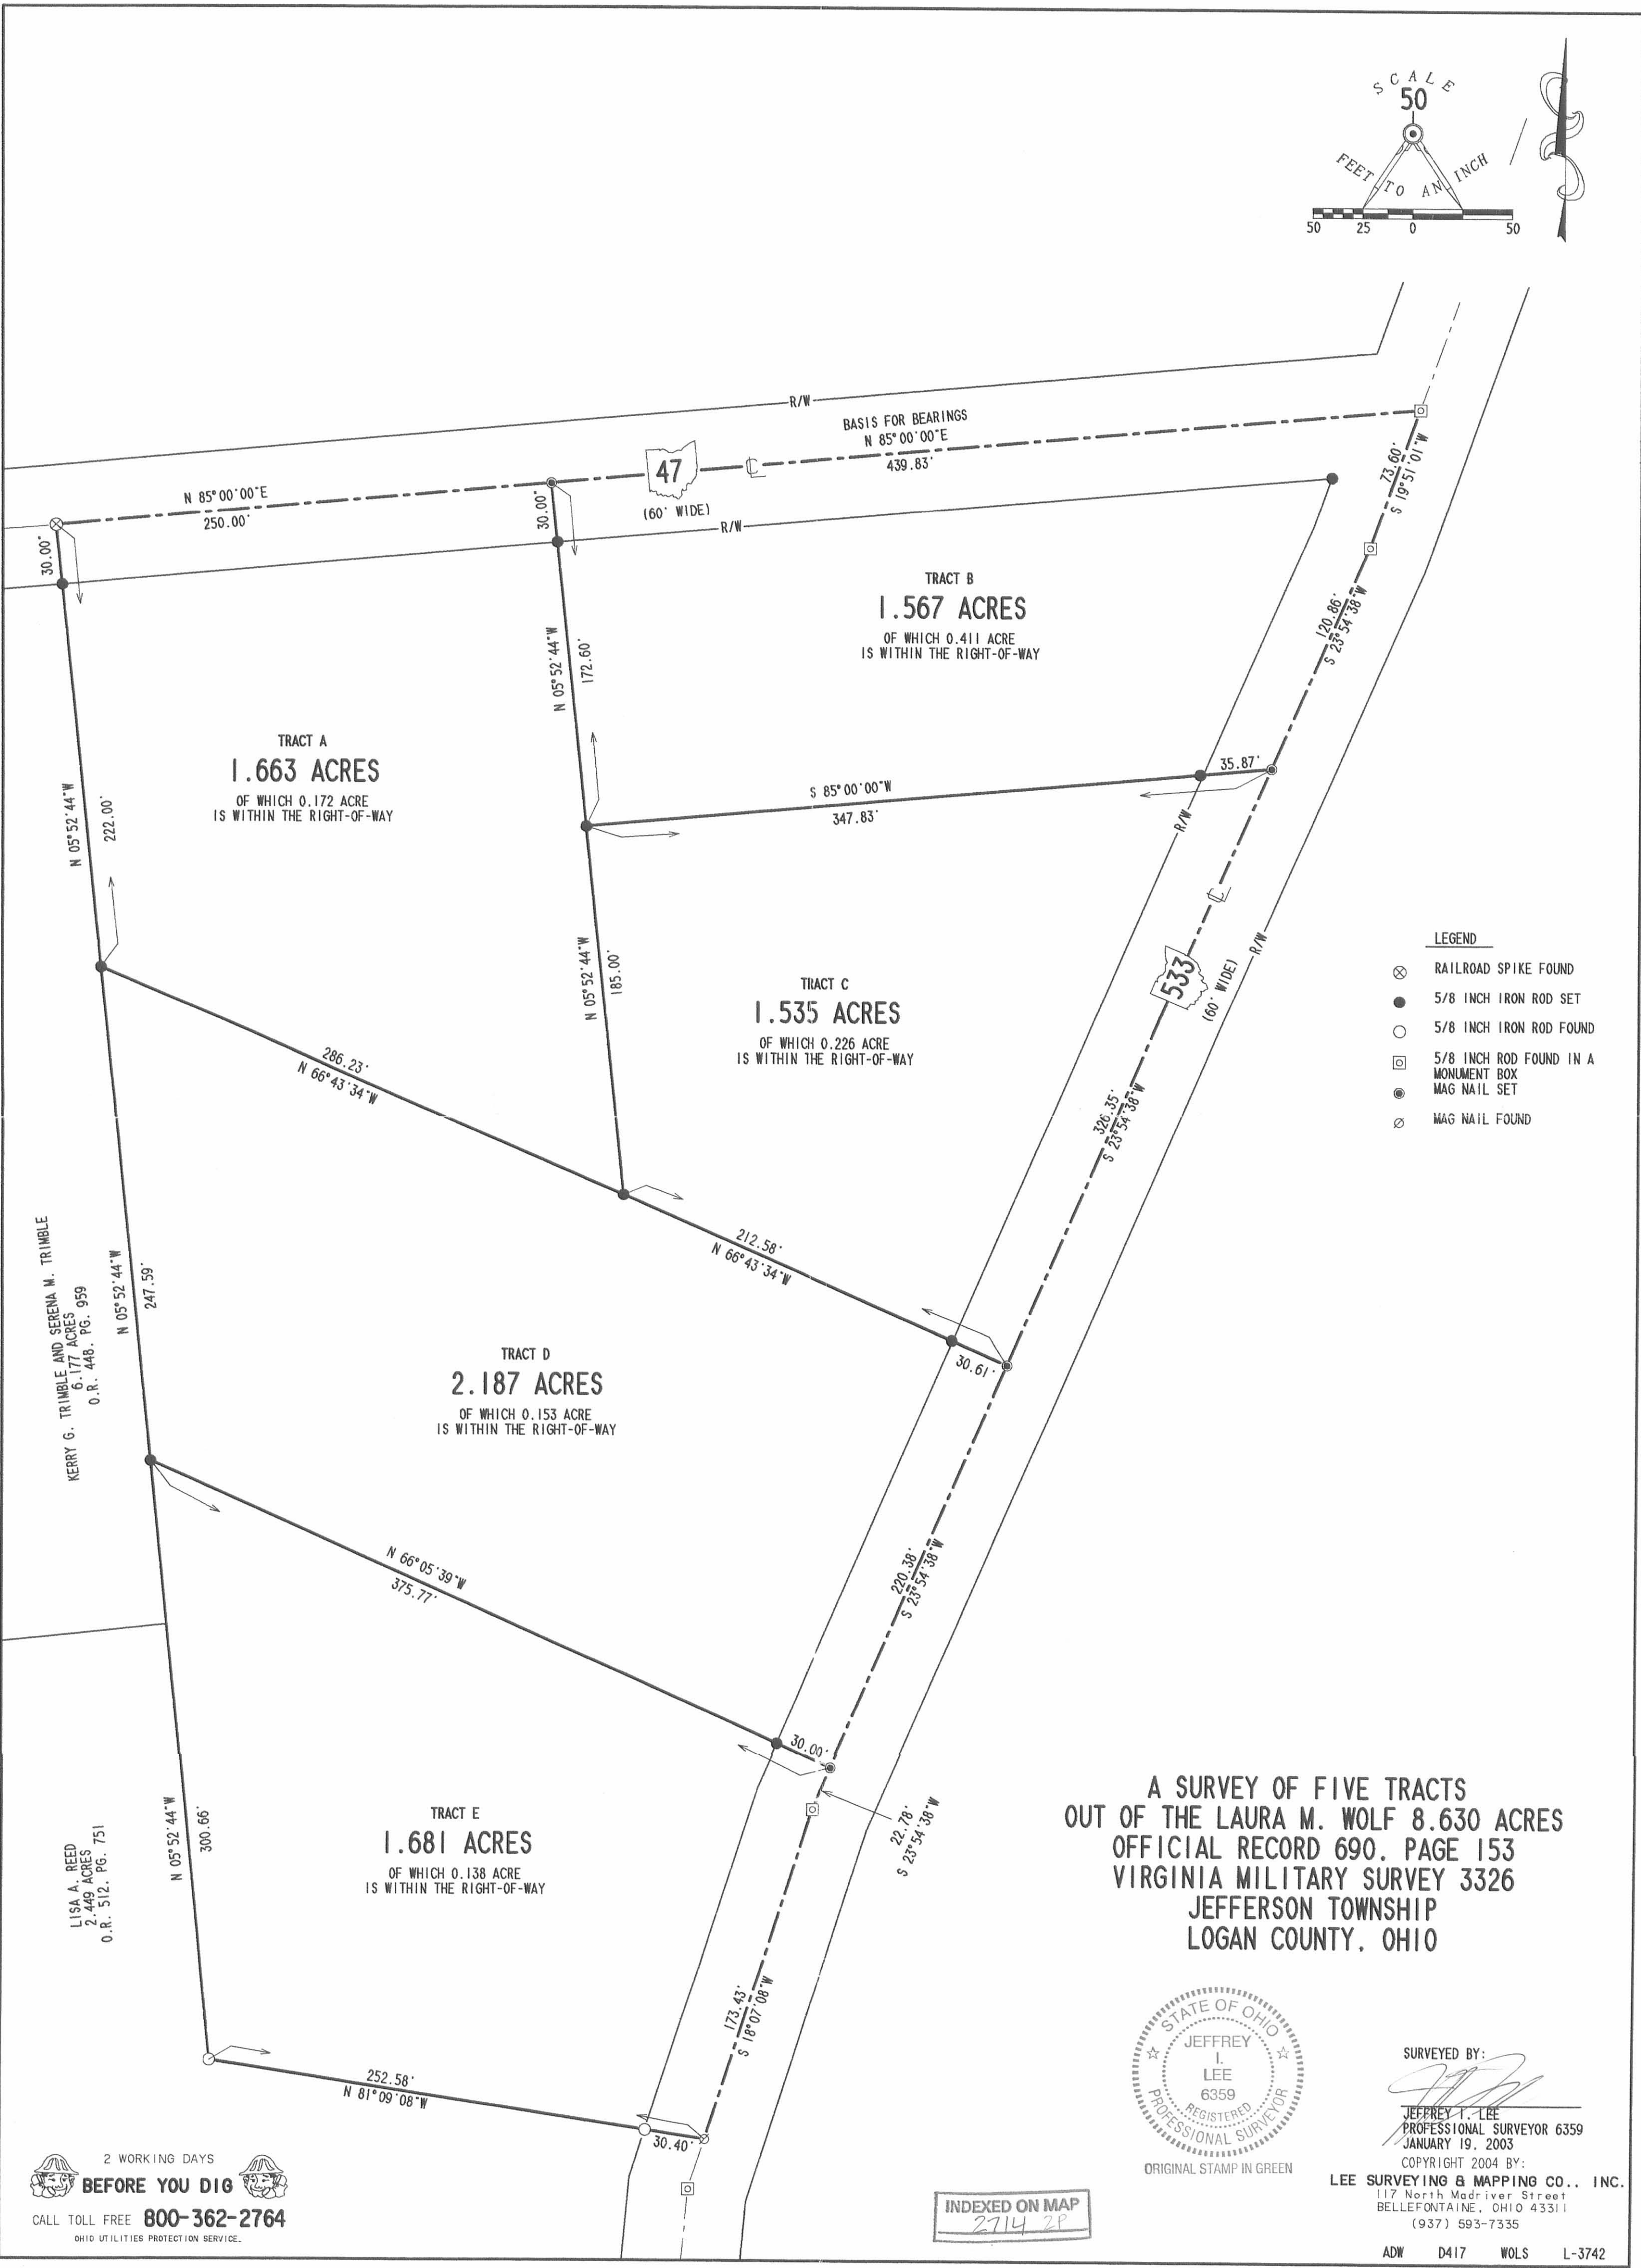 SCALE
50
FEET TO AN INCH
50 25 0 50
R/W
BASIS FOR BEARINGS
N 85°00'00"E
439.83'
47
(60' WIDE)
R/W
N 85°00'00"E
250.00'
30.00'
30.00'
73.60'
S 19°51'01"W
120.86'
S 23°54'38"W
TRACT B
1.567 ACRES
OF WHICH 0.411 ACRE
IS WITHIN THE RIGHT-OF-WAY
N 05°52'44"W
172.60'
TRACT A
1.663 ACRES
OF WHICH 0.172 ACRE
IS WITHIN THE RIGHT-OF-WAY
N 05°52'44"W
222.00'
S 85°00'00"W
347.83'
35.87'
R/W
533
(60' WIDE)
R/W
N 05°52'44"W
185.00'
TRACT C
1.535 ACRES
OF WHICH 0.226 ACRE
IS WITHIN THE RIGHT-OF-WAY
LEGEND
RAILROAD SPIKE FOUND
5/8 INCH IRON ROD SET
5/8 INCH IRON ROD FOUND
5/8 INCH ROD FOUND IN A
MONUMENT BOX
MAG NAIL SET
MAG NAIL FOUND
286.23'
N 66°43'34"W
326.35'
S 23°54'38"W
212.58'
N 66°43'34"W
30.61'
KERRY G. TRIMBLE AND SERENA M. TRIMBLE
6.177 ACRES
O.R. 448, PG. 959
N 05°52'44"W
247.59'
TRACT D
2.187 ACRES
OF WHICH 0.153 ACRE
IS WITHIN THE RIGHT-OF-WAY
N 66°05'39"W
375.77'
220.38'
S 23°54'38"W
30.00'
22.78'
S 23°54'38"W
LISA A. REED
2.449 ACRES
O.R. 512, PG. 751
N 05°52'44"W
300.66'
TRACT E
1.681 ACRES
OF WHICH 0.138 ACRE
IS WITHIN THE RIGHT-OF-WAY
173.43'
S 18°07'08"W
252.58'
N 81°09'08"W
30.40'
A SURVEY OF FIVE TRACTS
OUT OF THE LAURA M. WOLF 8.630 ACRES
OFFICIAL RECORD 690, PAGE 153
VIRGINIA MILITARY SURVEY 3326
JEFFERSON TOWNSHIP
LOGAN COUNTY, OHIO
STATE OF OHIO
JEFFREY
I.
LEE
6359
REGISTERED
PROFESSIONAL SURVEYOR
ORIGINAL STAMP IN GREEN
SURVEYED BY:
JEFFREY I. LEE
PROFESSIONAL SURVEYOR 6359
JANUARY 19, 2003
COPYRIGHT 2004 BY:
LEE SURVEYING & MAPPING CO., INC.
117 North Madriver Street
BELLEFONTAINE, OHIO 43311
(937) 593-7335
ADW D417 WOLS L-3742
INDEXED ON MAP
2714 2P
2 WORKING DAYS
BEFORE YOU DIG
CALL TOLL FREE 800-362-2764
OHIO UTILITIES PROTECTION SERVICE.